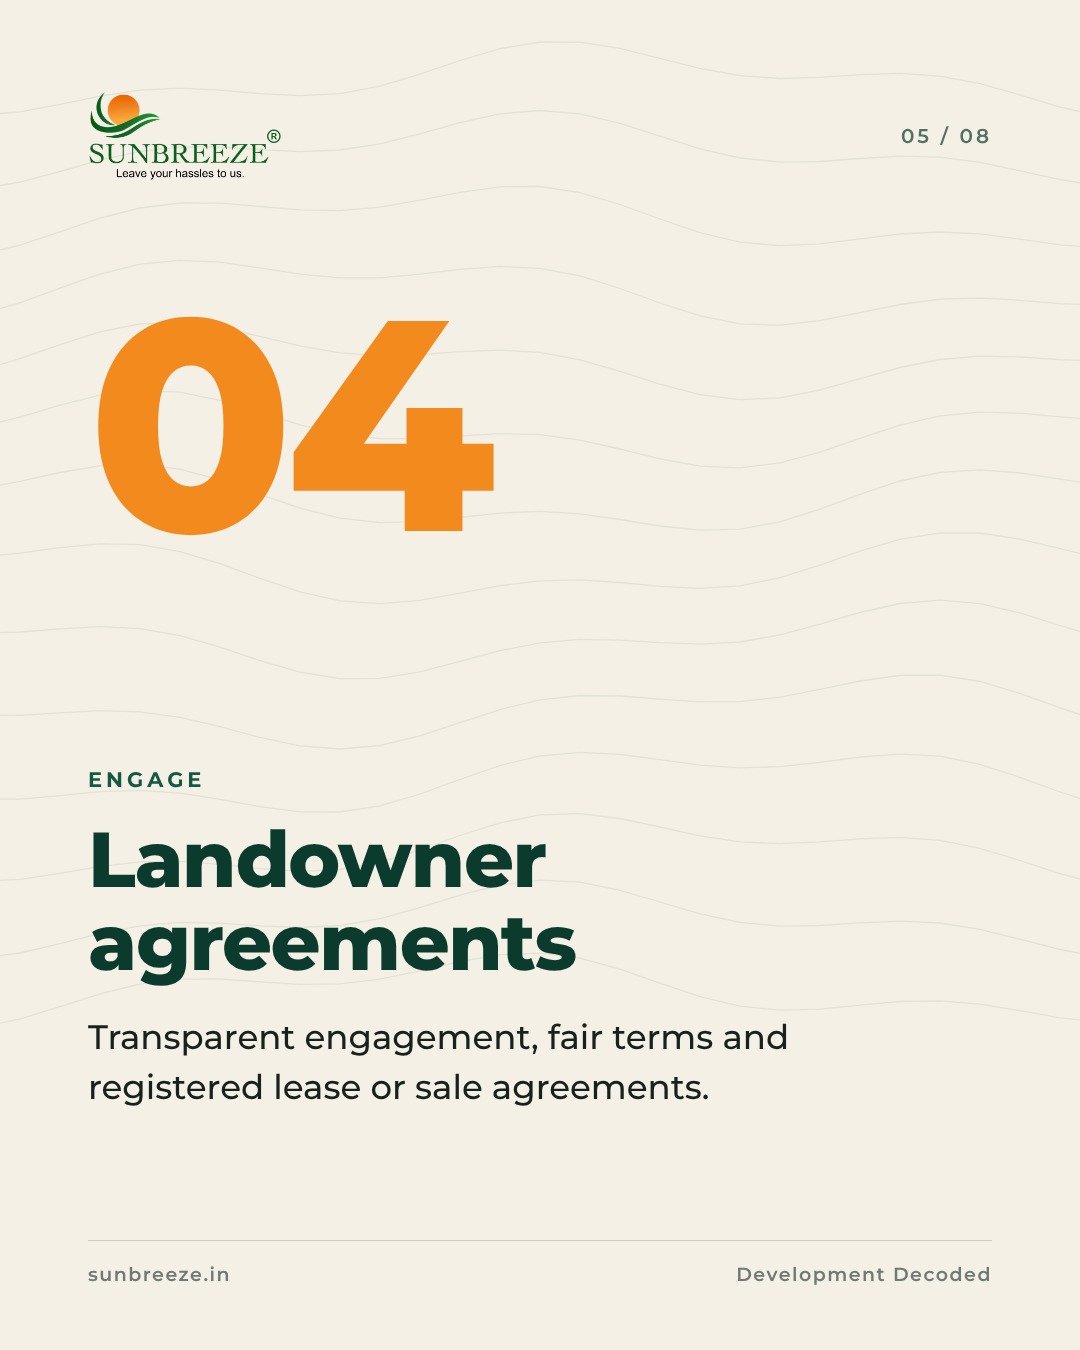 SUNBREEZE®
Leave your hassles to us.
05 / 08
04
ENGAGE
Landowner
agreements
Transparent engagement, fair terms and
registered lease or sale agreements.
sunbreeze.in
Development Decoded